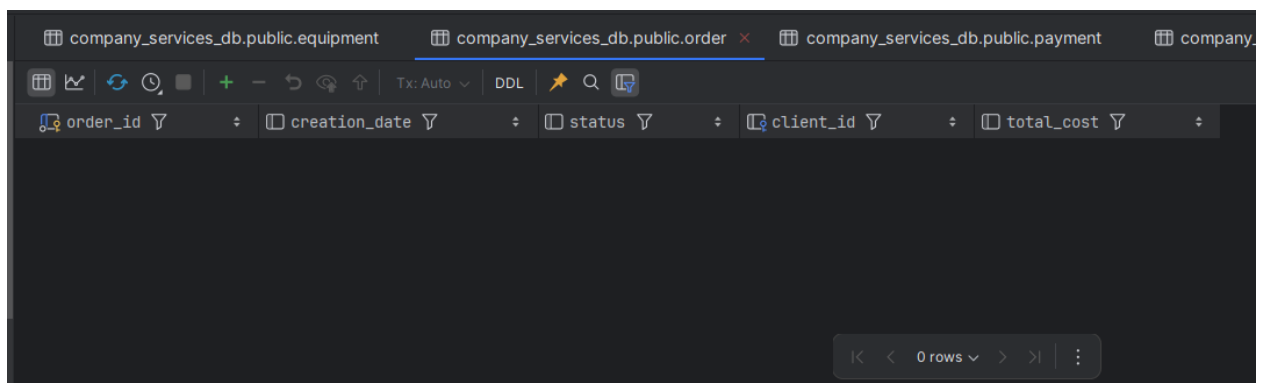 company_services_db.public.equipment company_services_db.public.order company_services_db.public.payment company_
Tx: Auto DDL
order_id creation_date status client_id total_cost
0 rows